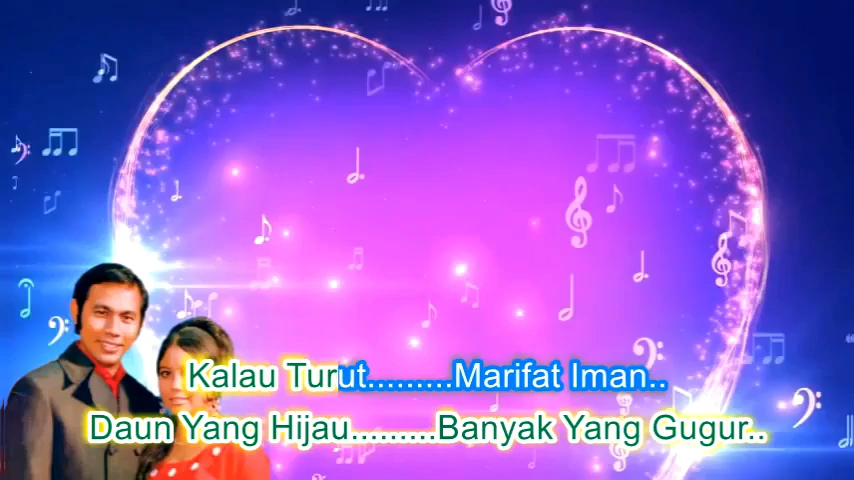 Kalau Turut.........Marifat Iman..
Daun Yang Hijau.........Banyak Yang Gugur..